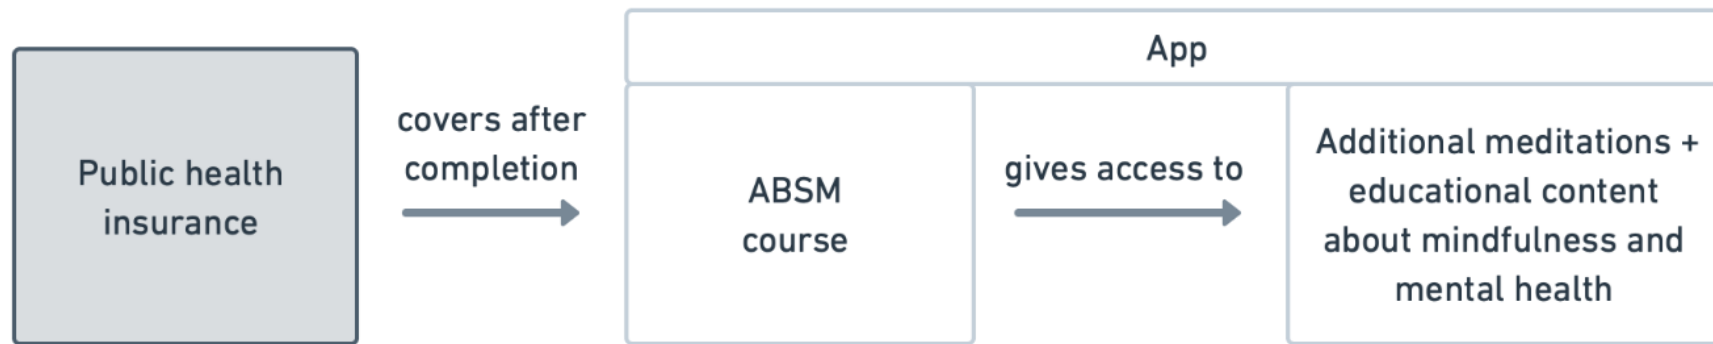 Public health
insurance
covers after
completion
App
ABSM
course
gives access to
Additional meditations +
educational content
about mindfulness and
mental health